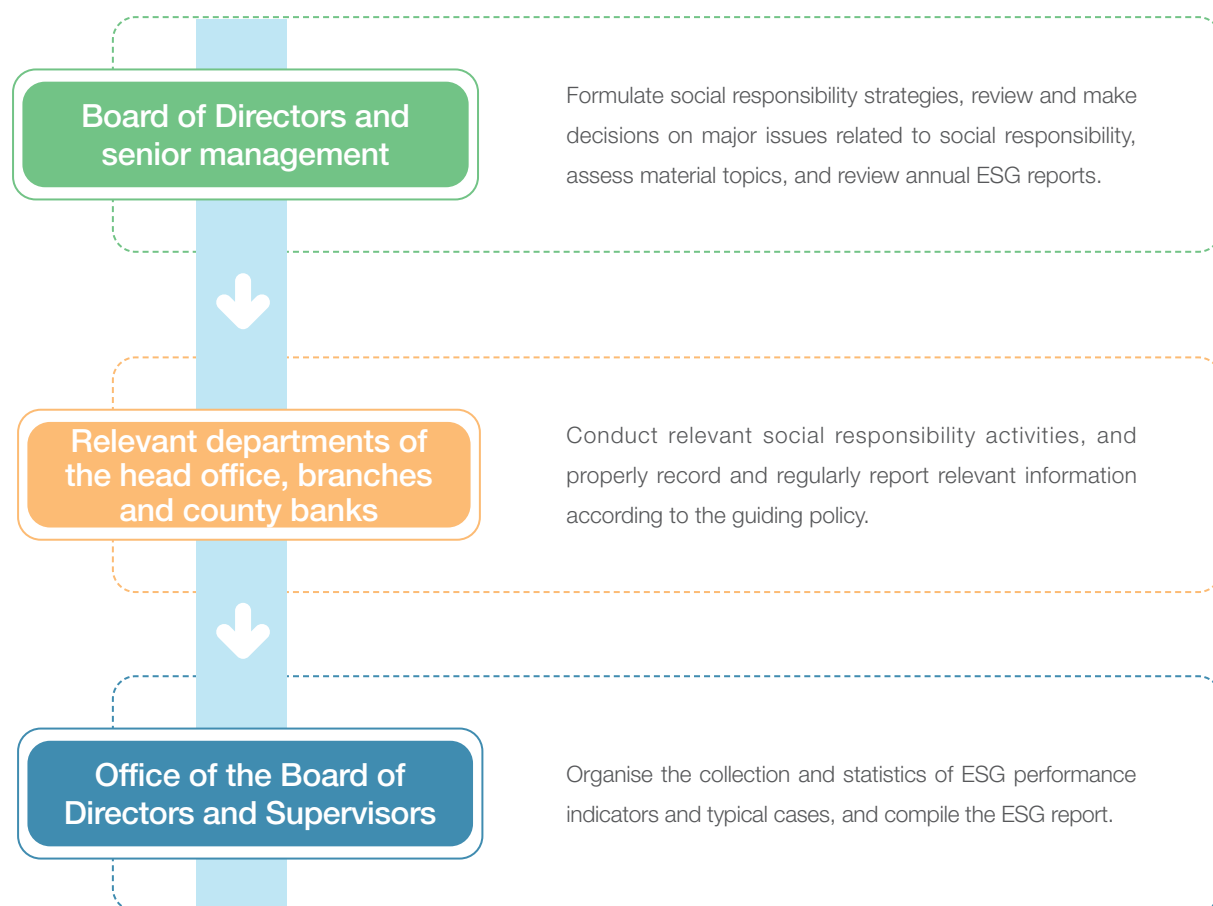 Board of Directors and
senior management
Formulate social responsibility strategies, review and make
decisions on major issues related to social responsibility,
assess material topics, and review annual ESG reports.
Relevant departments of
the head office, branches
and county banks
Conduct relevant social responsibility activities, and
properly record and regularly report relevant information
according to the guiding policy.
Office of the Board of
Directors and Supervisors
Organise the collection and statistics of ESG performance
indicators and typical cases, and compile the ESG report.